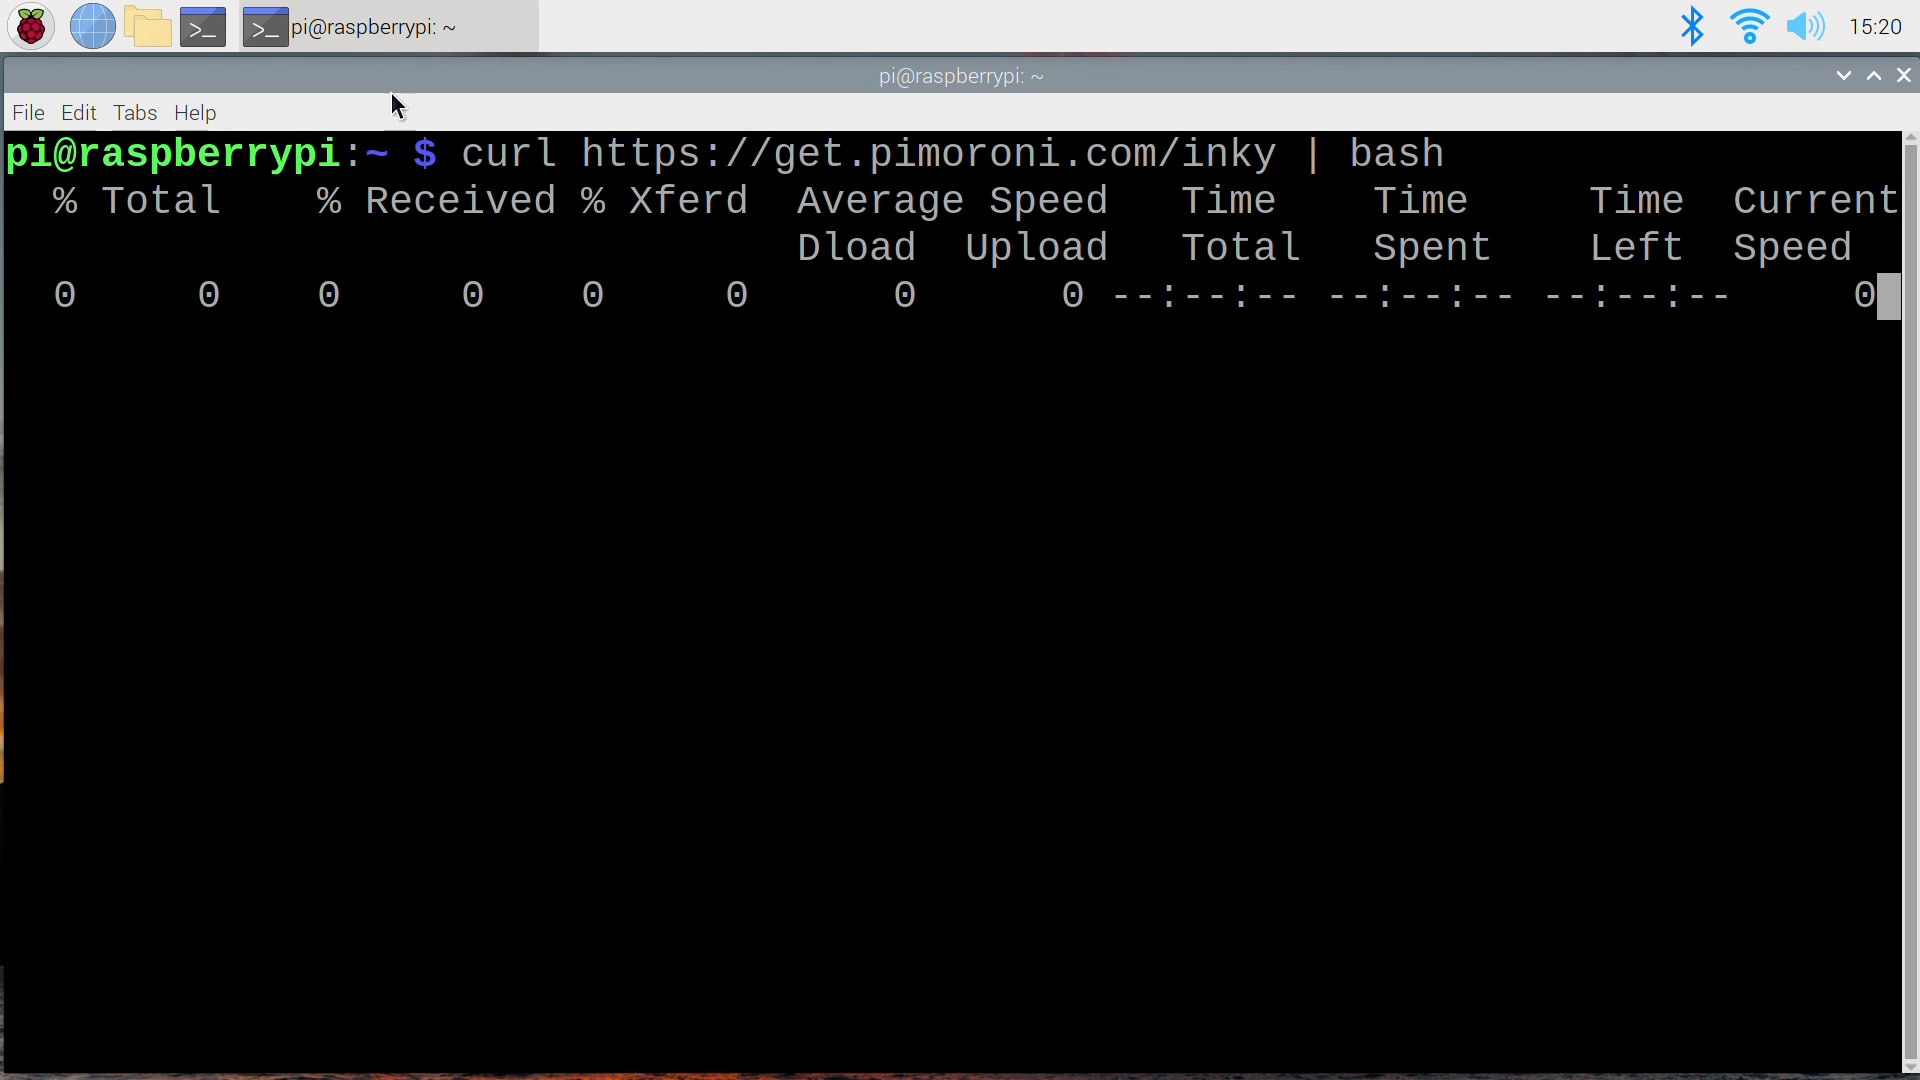 pi@raspberrypi: ~
15:20
pi@raspberrypi: ~
File Edit Tabs Help
pi@raspberrypi:~ $ curl https://get.pimoroni.com/inky | bash
% Total % Received % Xferd Average Speed Time Time Time Current
Dload Upload Total Spent Left Speed
0 0 0 0 0 0 0 0 --:--:-- --:--:-- --:--:-- 0